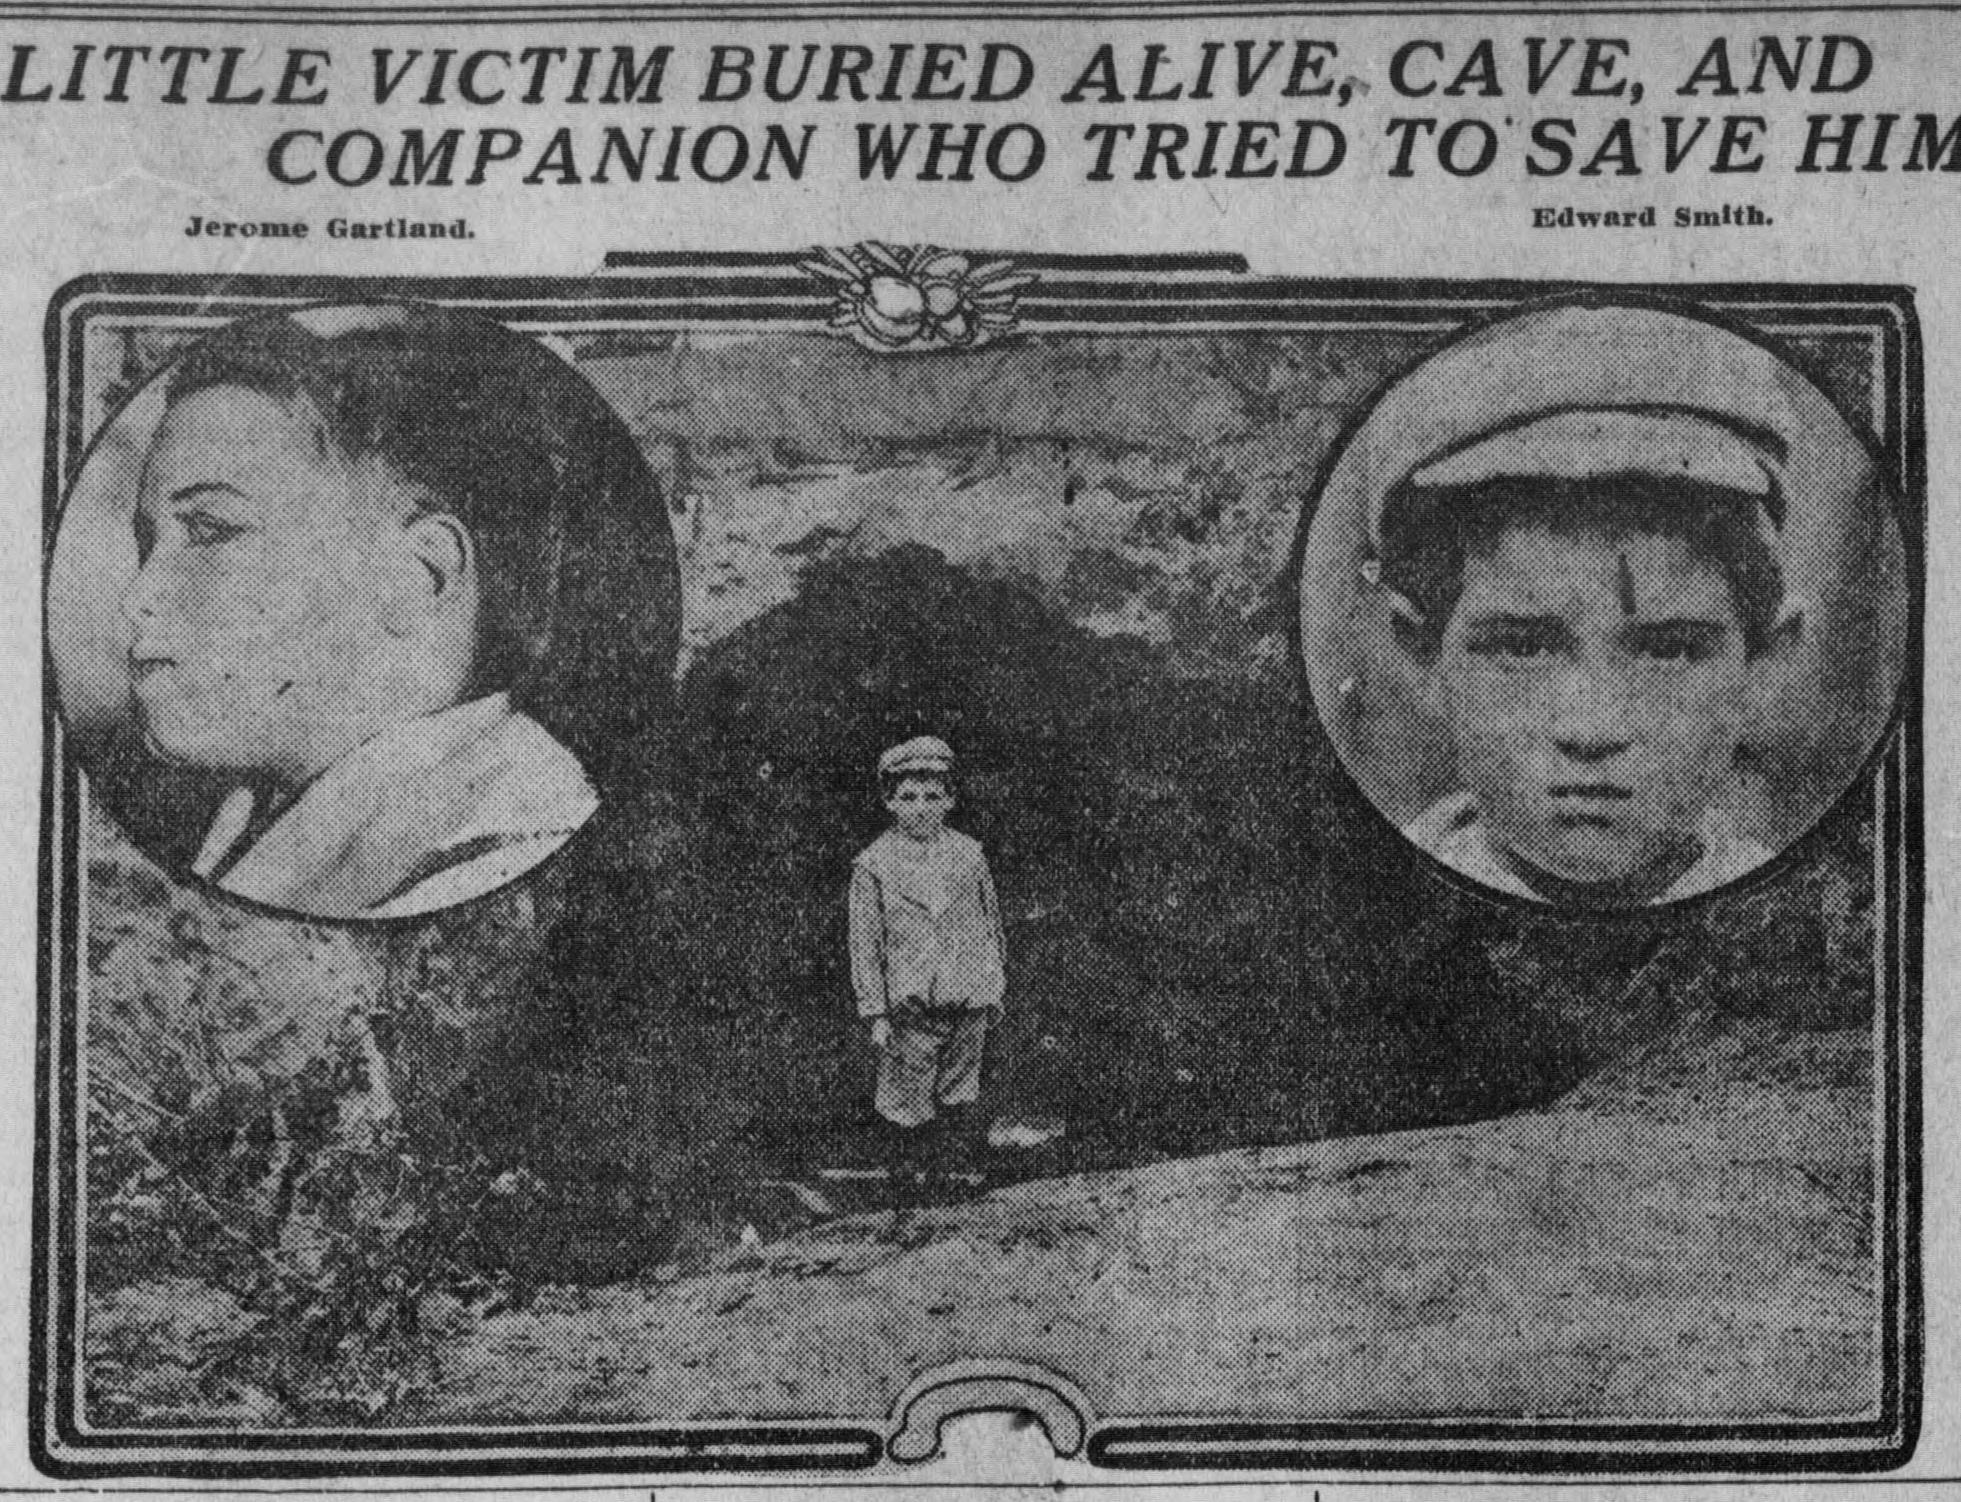 LITTLE VICTIM BURIED ALIVE, CAVE, AND
COMPANION WHO TRIED TO SAVE HIM
Jerome Gartland.
Edward Smith.